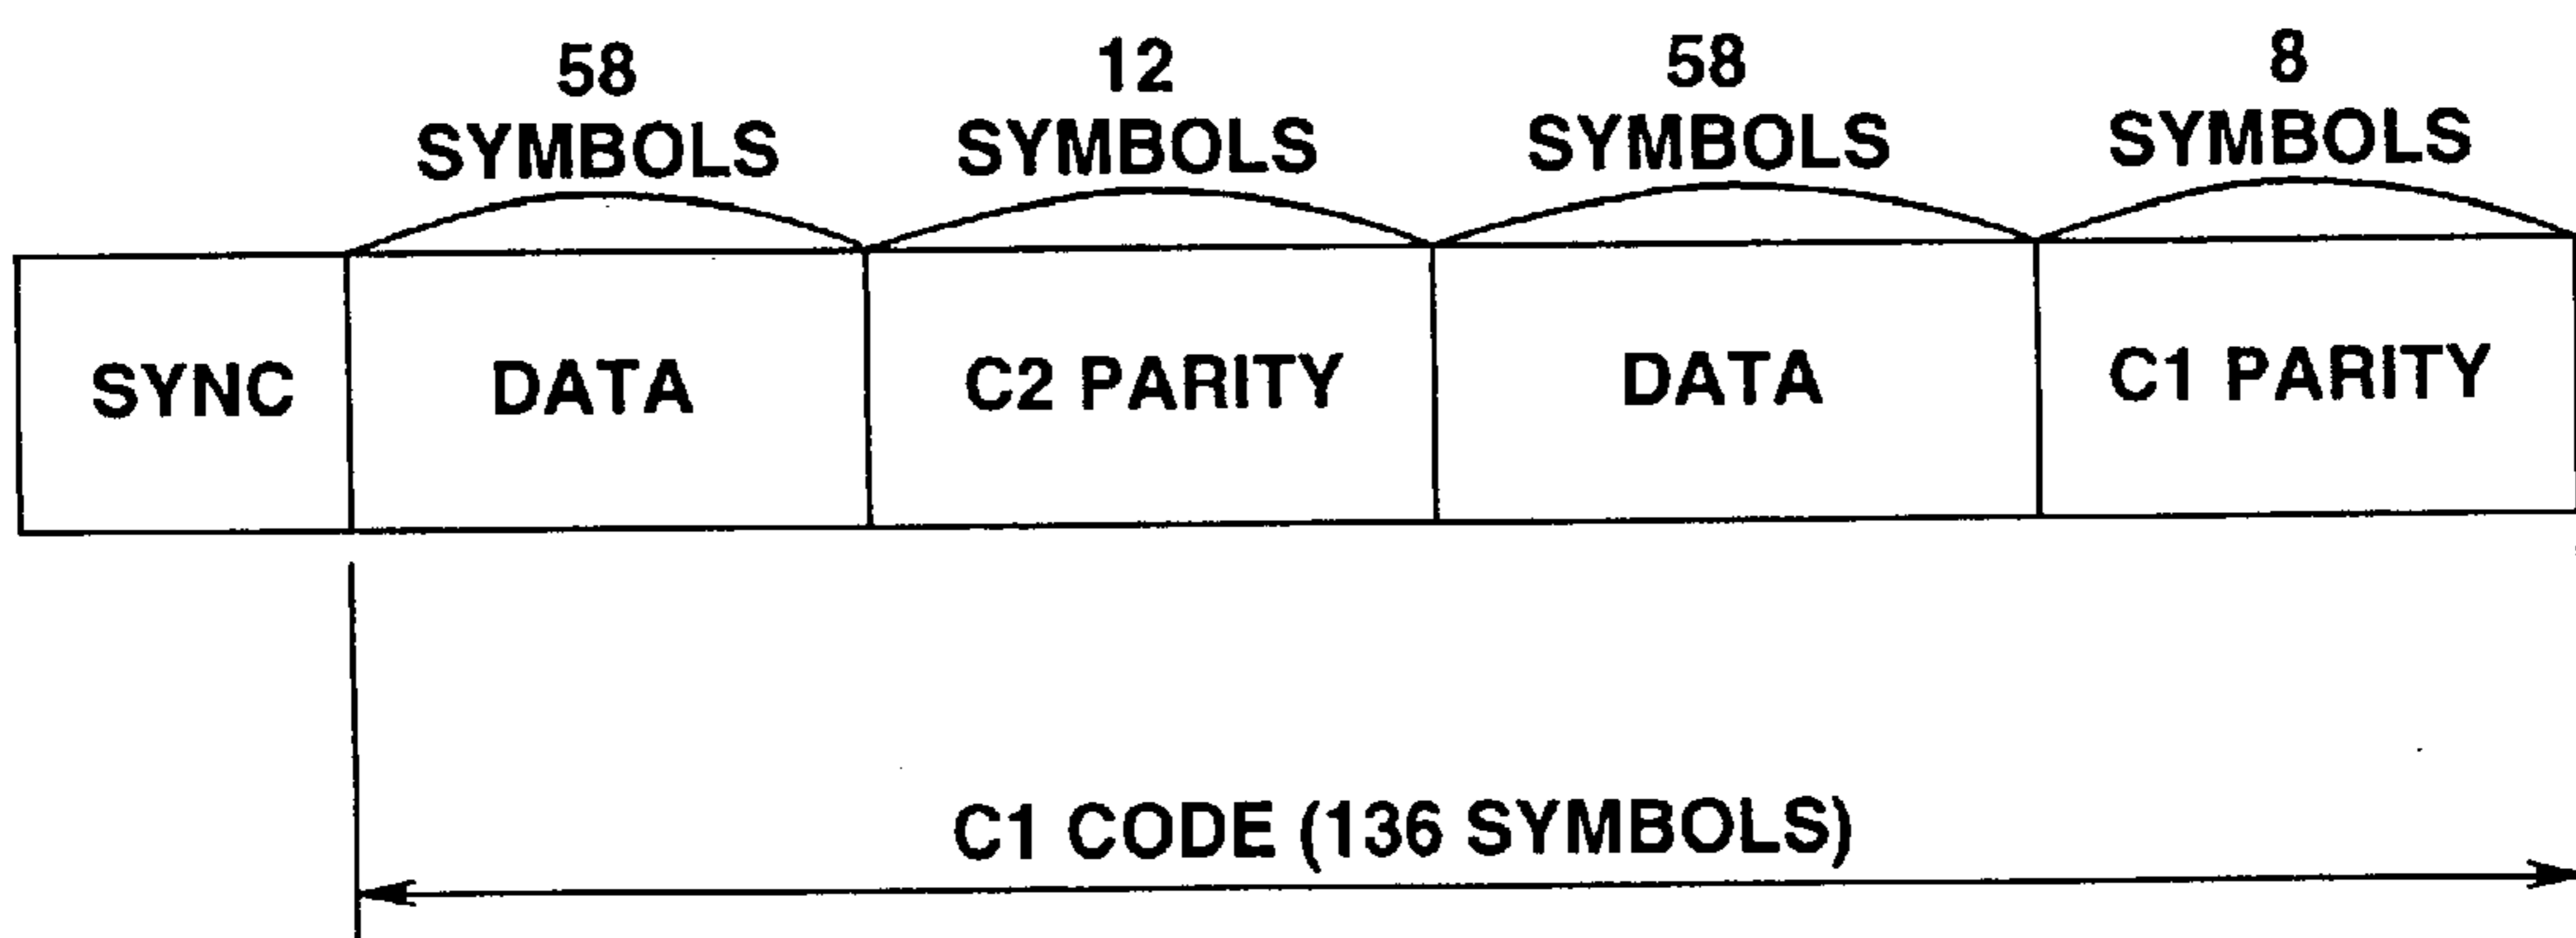 58
SYMBOLS
12
SYMBOLS
58
SYMBOLS
8
SYMBOLS
SYNC
DATA
C2 PARITY
DATA
C1 PARITY
C1 CODE (136 SYMBOLS)